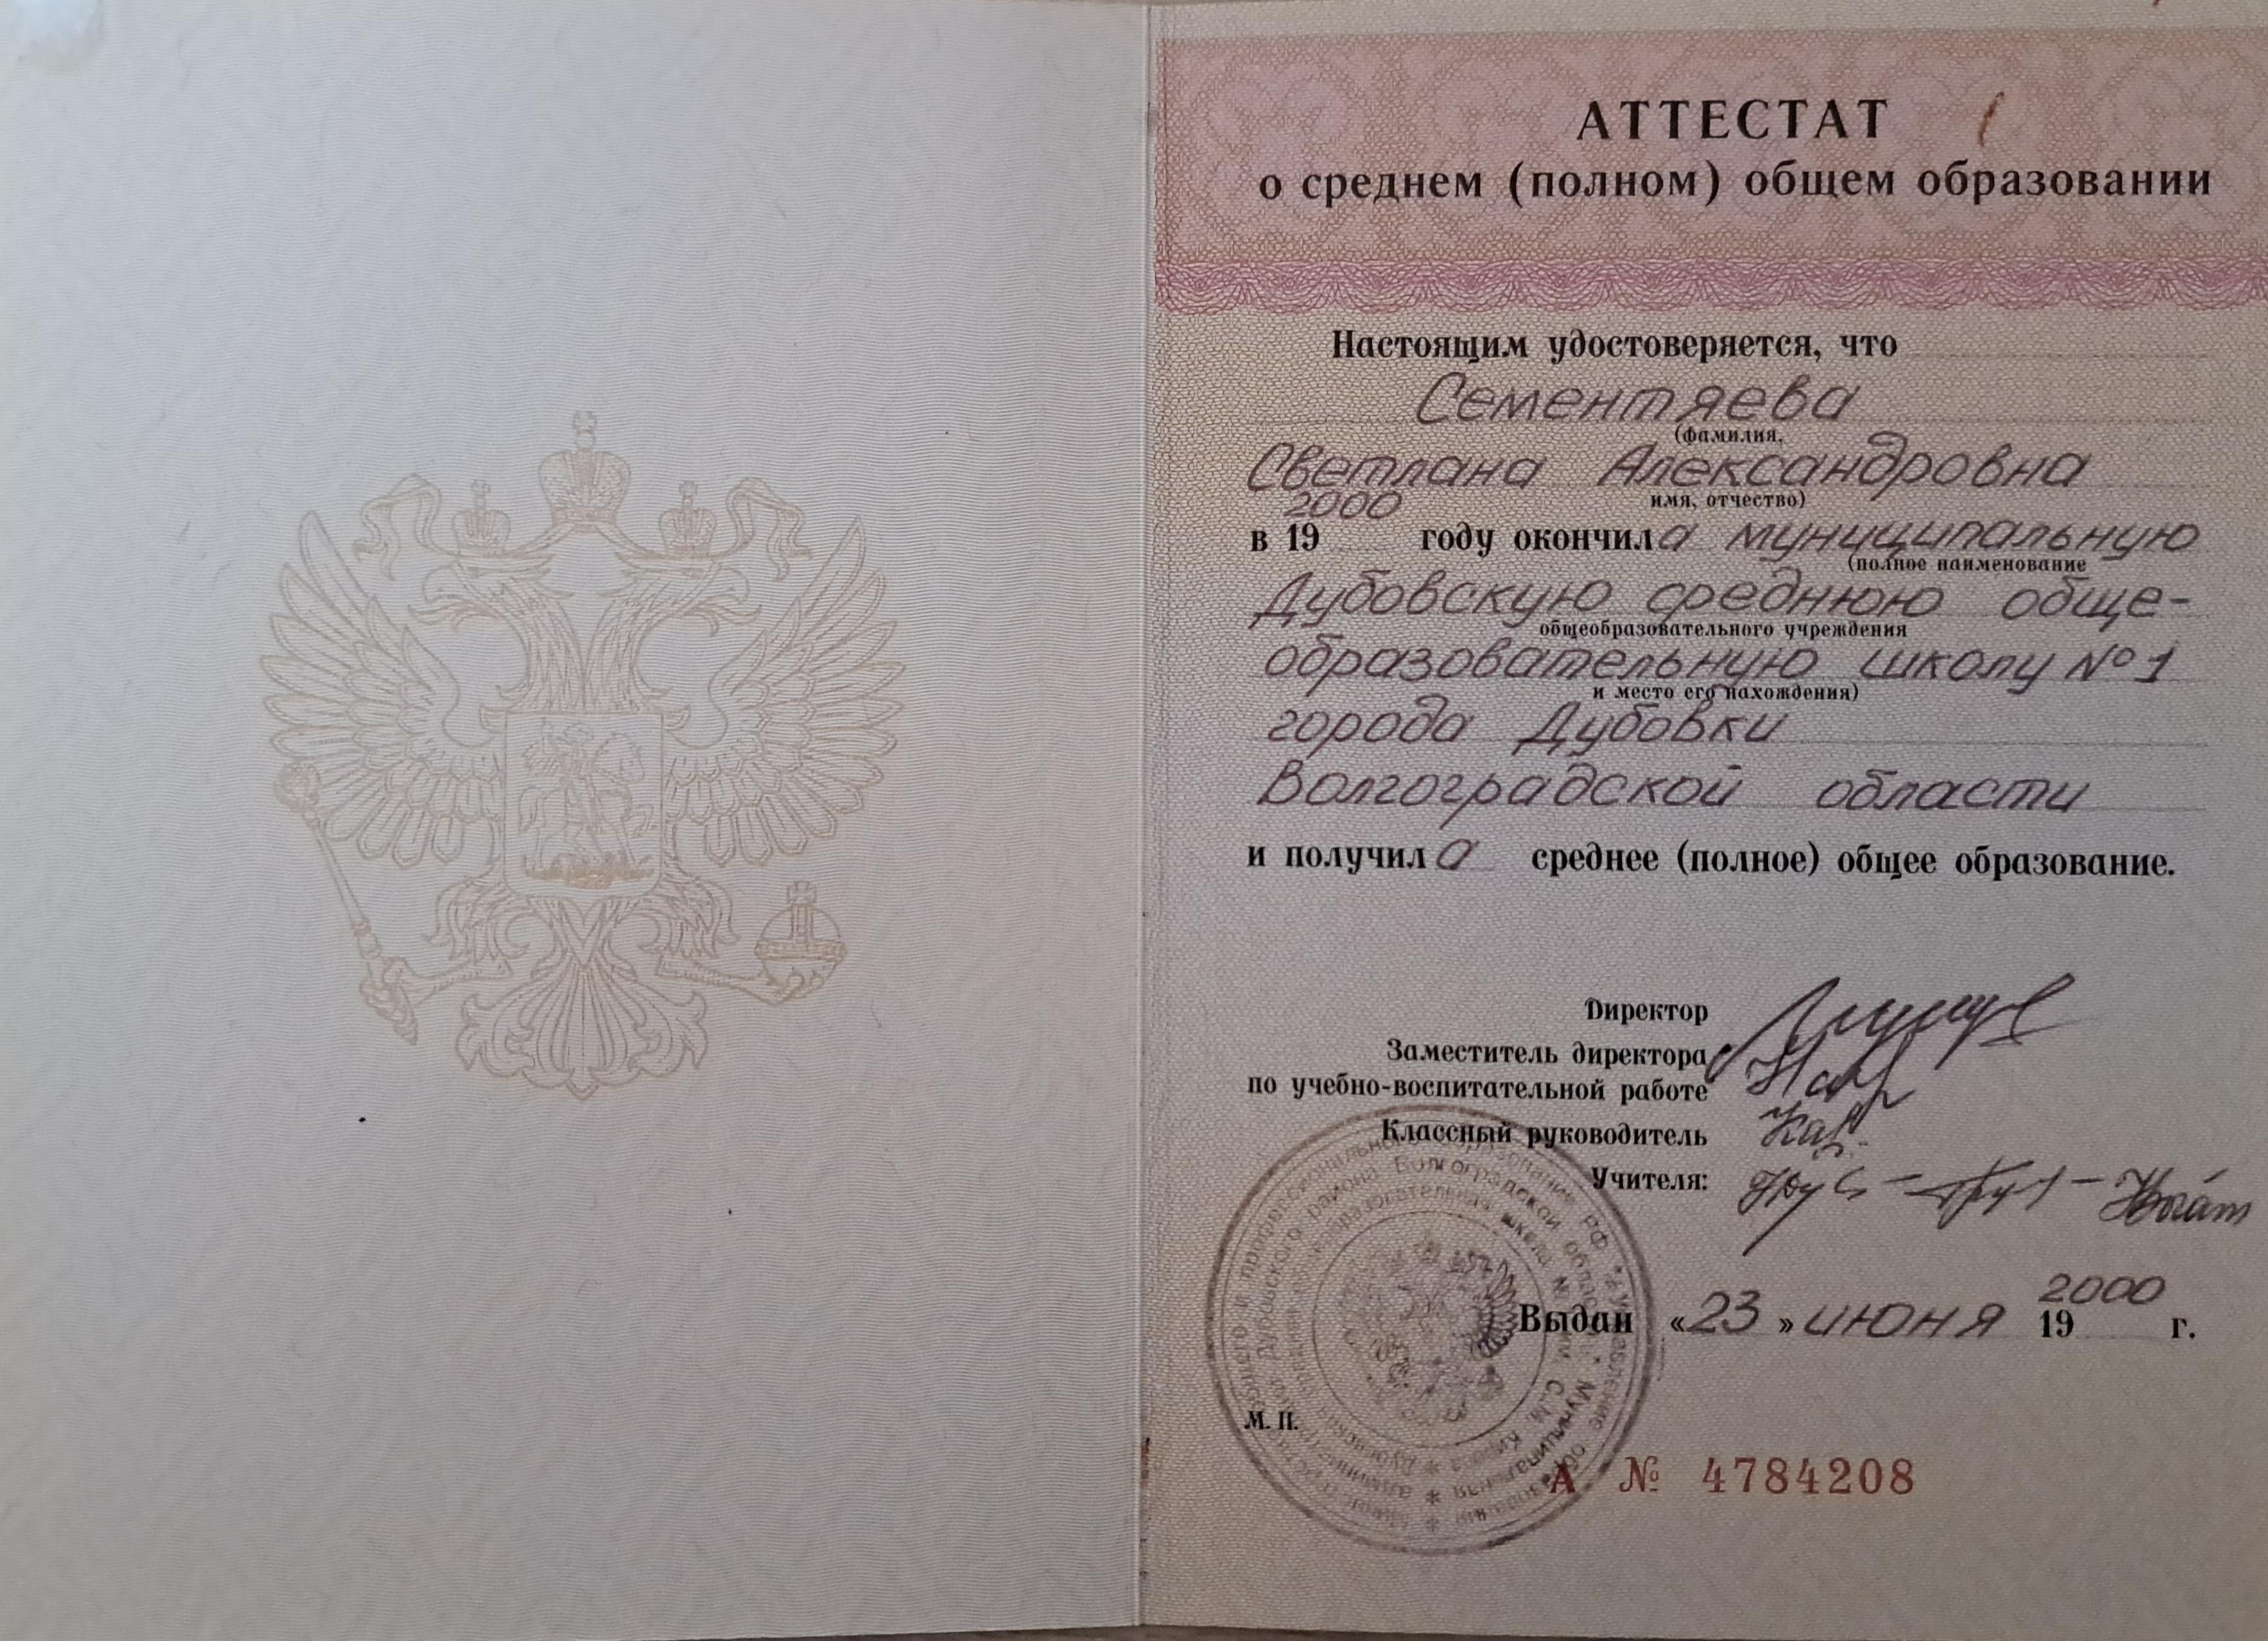 АТТЕСТАТ
о среднем (полном) общем образовании
Настоящим удостоверяется, что
Сементяева
(фамилия,
Светлана Александровна
имя, отчество)
2000
в 19 году окончила муниципальную
(полное наименование
Дубовскую среднюю обще-
общеобразовательного учреждения
образовательную школу №1
и место его нахождения)
города Дубовки
Волгоградской области
и получила среднее (полное) общее образование.
Директор
Заместитель директора
по учебно-воспитательной работе
Классный руководитель
Учителя:
2000
Выдан «23» июня 19 г.
М. П.
А № 4784208